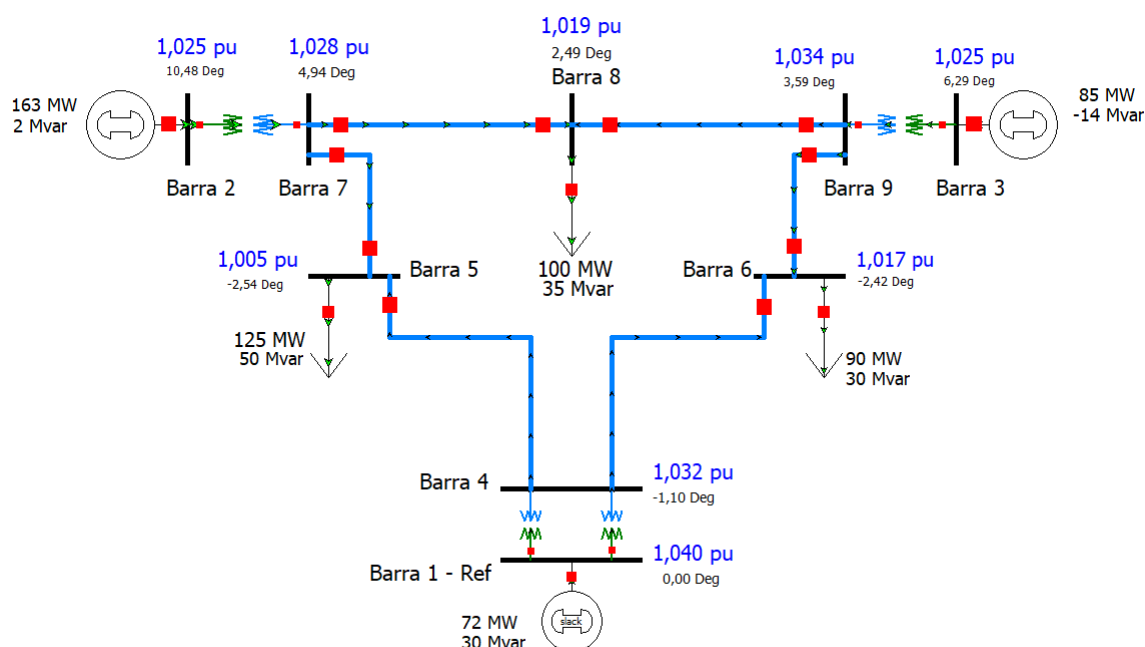 1,019 pu
2,49 Deg
Barra 8
1,025 pu
10,48 Deg
1,028 pu
4,94 Deg
1,034 pu
3,59 Deg
1,025 pu
6,29 Deg
163 MW
2 Mvar
85 MW
-14 Mvar
Barra 2
Barra 7
Barra 9
Barra 3
1,005 pu
-2,54 Deg
Barra 5
100 MW
35 Mvar
Barra 6
1,017 pu
-2,42 Deg
125 MW
50 Mvar
90 MW
30 Mvar
Barra 4
1,032 pu
-1,10 Deg
Barra 1 - Ref
1,040 pu
0,00 Deg
72 MW
30 Mvar
slack